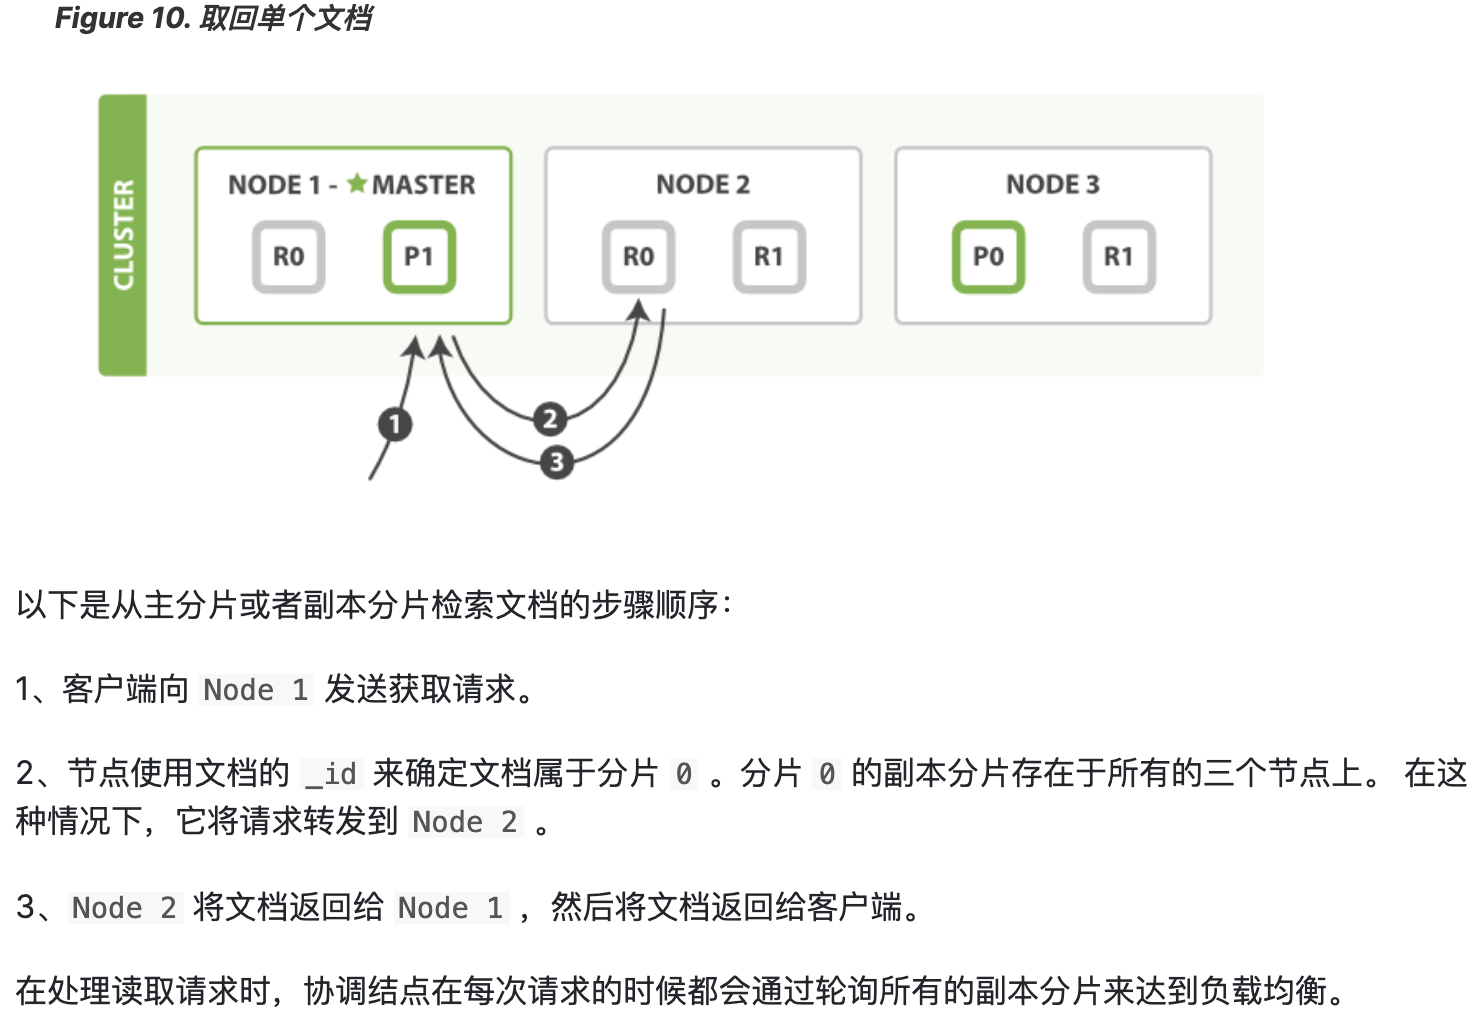 Figure 10. 取回单个文档
CLUSTER
NODE 1 - ★MASTER
R0 P1
NODE 2
R0 R1
NODE 3
P0 R1
1
2
3
以下是从主分片或者副本分片检索文档的步骤顺序：
1、客户端向 Node 1 发送获取请求。
2、节点使用文档的 _id 来确定文档属于分片 0 。分片 0 的副本分片存在于所有的三个节点上。 在这
种情况下，它将请求转发到 Node 2 。
3、Node 2 将文档返回给 Node 1 ，然后将文档返回给客户端。
在处理读取请求时，协调结点在每次请求的时候都会通过轮询所有的副本分片来达到负载均衡。